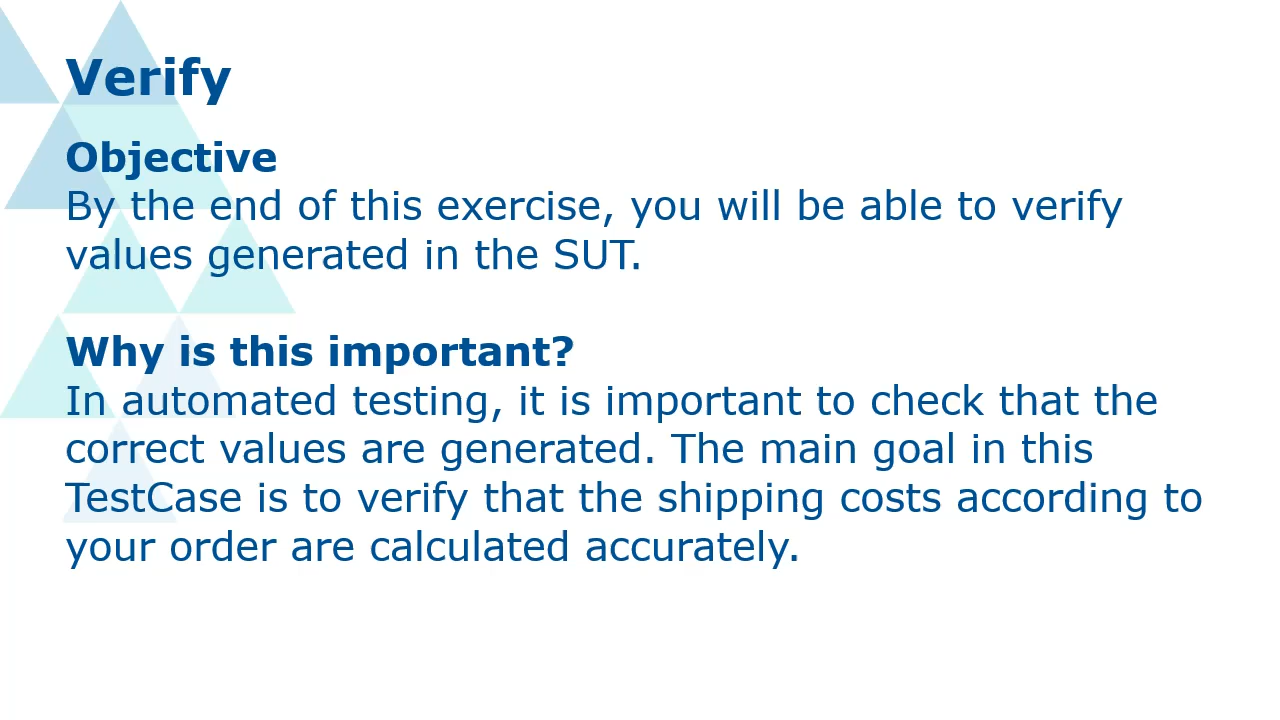 Verify
Objective
By the end of this exercise, you will be able to verify
values generated in the SUT.
Why is this important?
In automated testing, it is important to check that the
correct values are generated. The main goal in this
TestCase is to verify that the shipping costs according to
your order are calculated accurately.